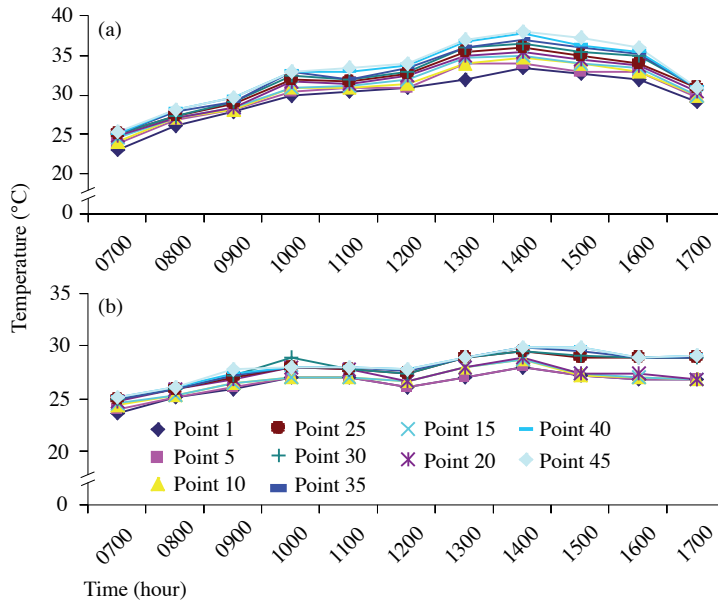 (a)
40
35
30
25
20
0
0700 0800 0900 1000 1100 1200 1300 1400 1500 1600 1700
Temperature (°C)
(b)
35
30
25
20
0
Point 1 Point 25 Point 15 Point 40
Point 5 Point 30 Point 20 Point 45
Point 10 Point 35
0700 0800 0900 1000 1100 1200 1300 1400 1500 1600 1700
Time (hour)